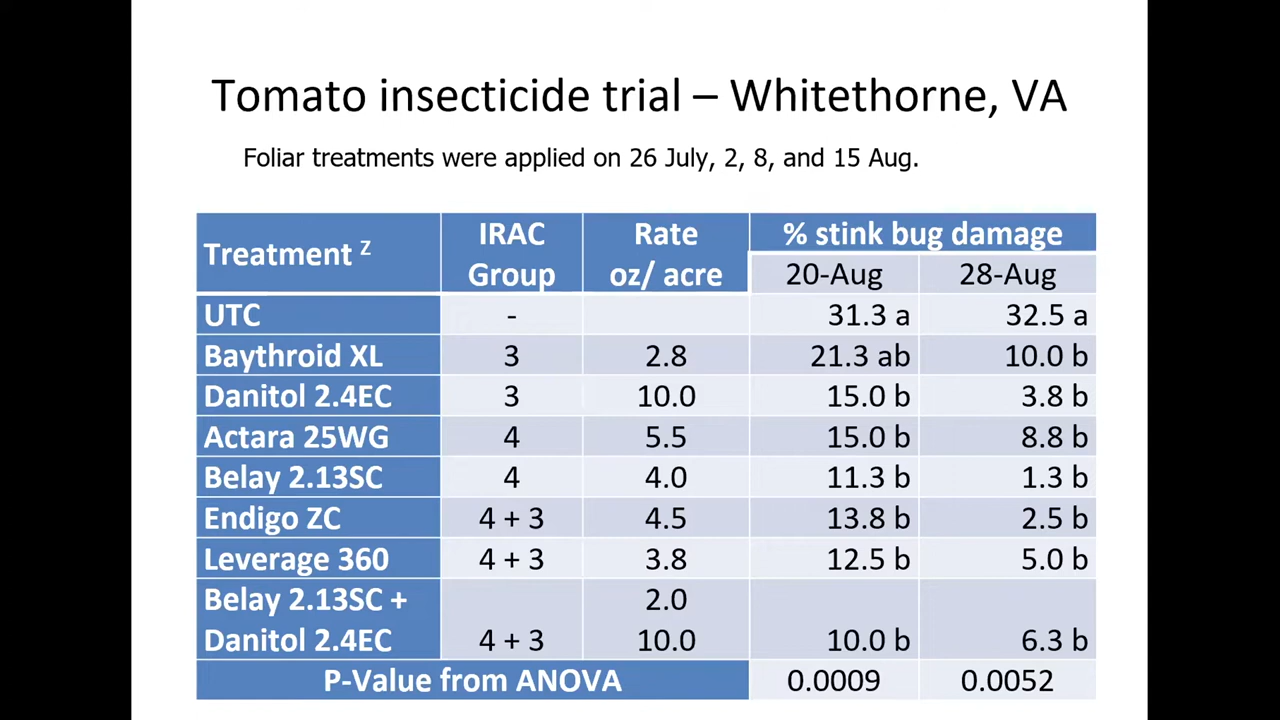 Tomato insecticide trial – Whitethorne, VA
Foliar treatments were applied on 26 July, 2, 8, and 15 Aug.
Treatment Z IRAC Group Rate oz/ acre % stink bug damage
20-Aug 28-Aug
UTC - 31.3 a 32.5 a
Baythroid XL 3 2.8 21.3 ab 10.0 b
Danitol 2.4EC 3 10.0 15.0 b 3.8 b
Actara 25WG 4 5.5 15.0 b 8.8 b
Belay 2.13SC 4 4.0 11.3 b 1.3 b
Endigo ZC 4 + 3 4.5 13.8 b 2.5 b
Leverage 360 4 + 3 3.8 12.5 b 5.0 b
Belay 2.13SC + 2.0
Danitol 2.4EC 4 + 3 10.0 10.0 b 6.3 b
P-Value from ANOVA 0.0009 0.0052